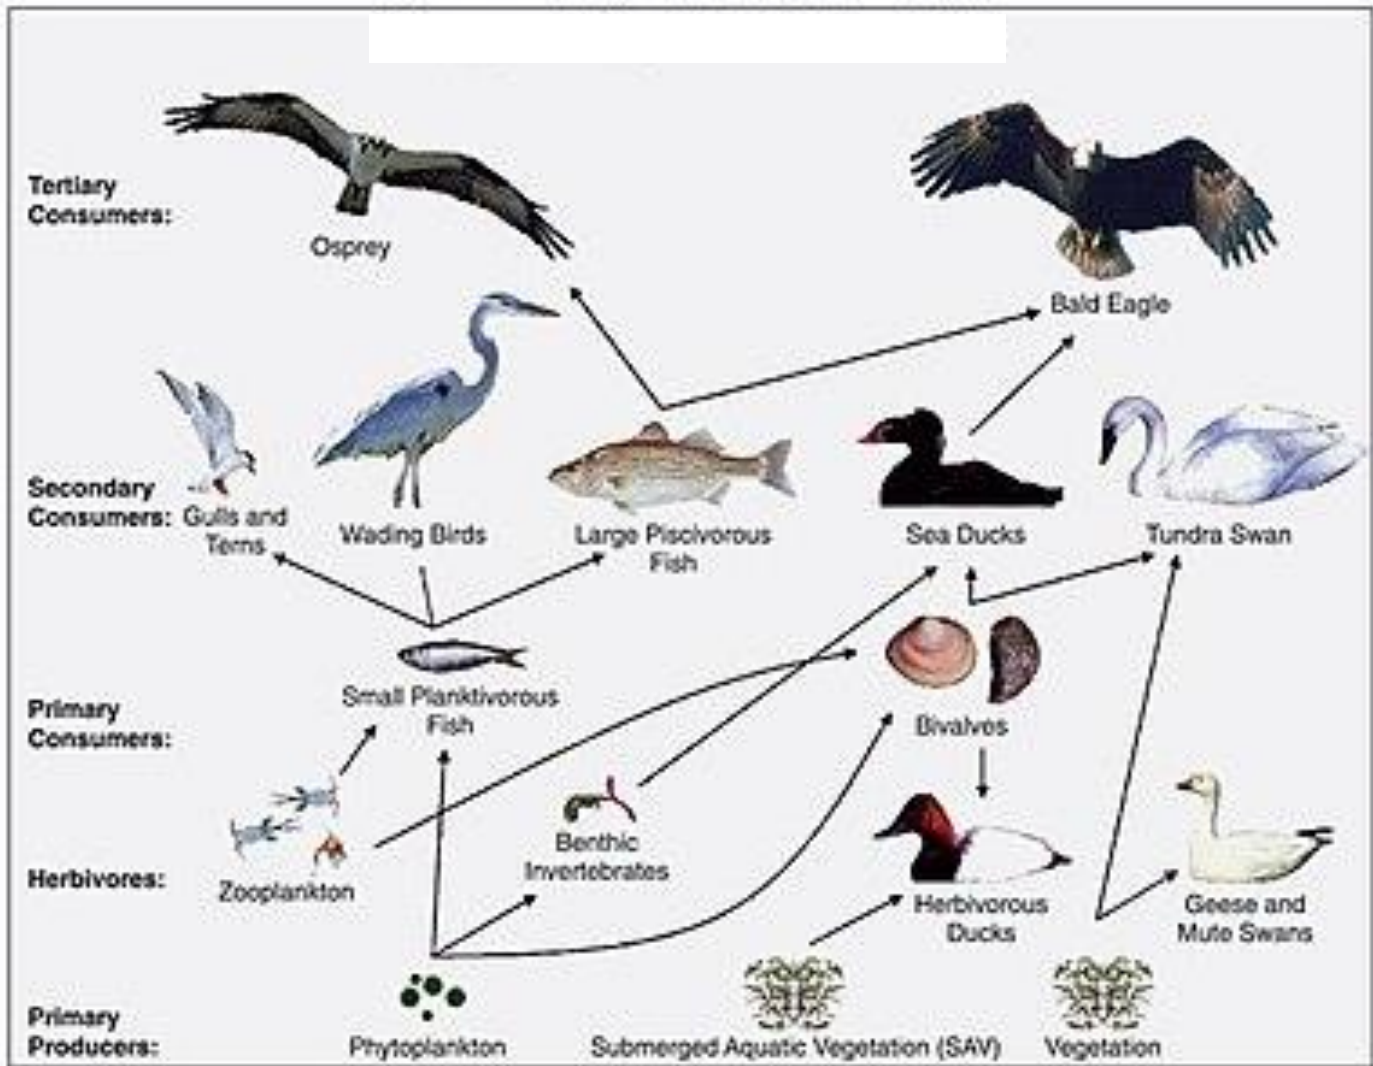 Tertiary
Consumers:
Osprey
Bald Eagle
Secondary
Consumers:
Gulls and
Terns
Wading Birds
Large Piscivorous
Fish
Sea Ducks
Tundra Swan
Primary
Consumers:
Small Planktivorous
Fish
Bivalves
Herbivores:
Zooplankton
Benthic
Invertebrates
Herbivorous
Ducks
Geese and
Mute Swans
Primary
Producers:
Phytoplankton
Submerged Aquatic Vegetation (SAV)
Vegetation